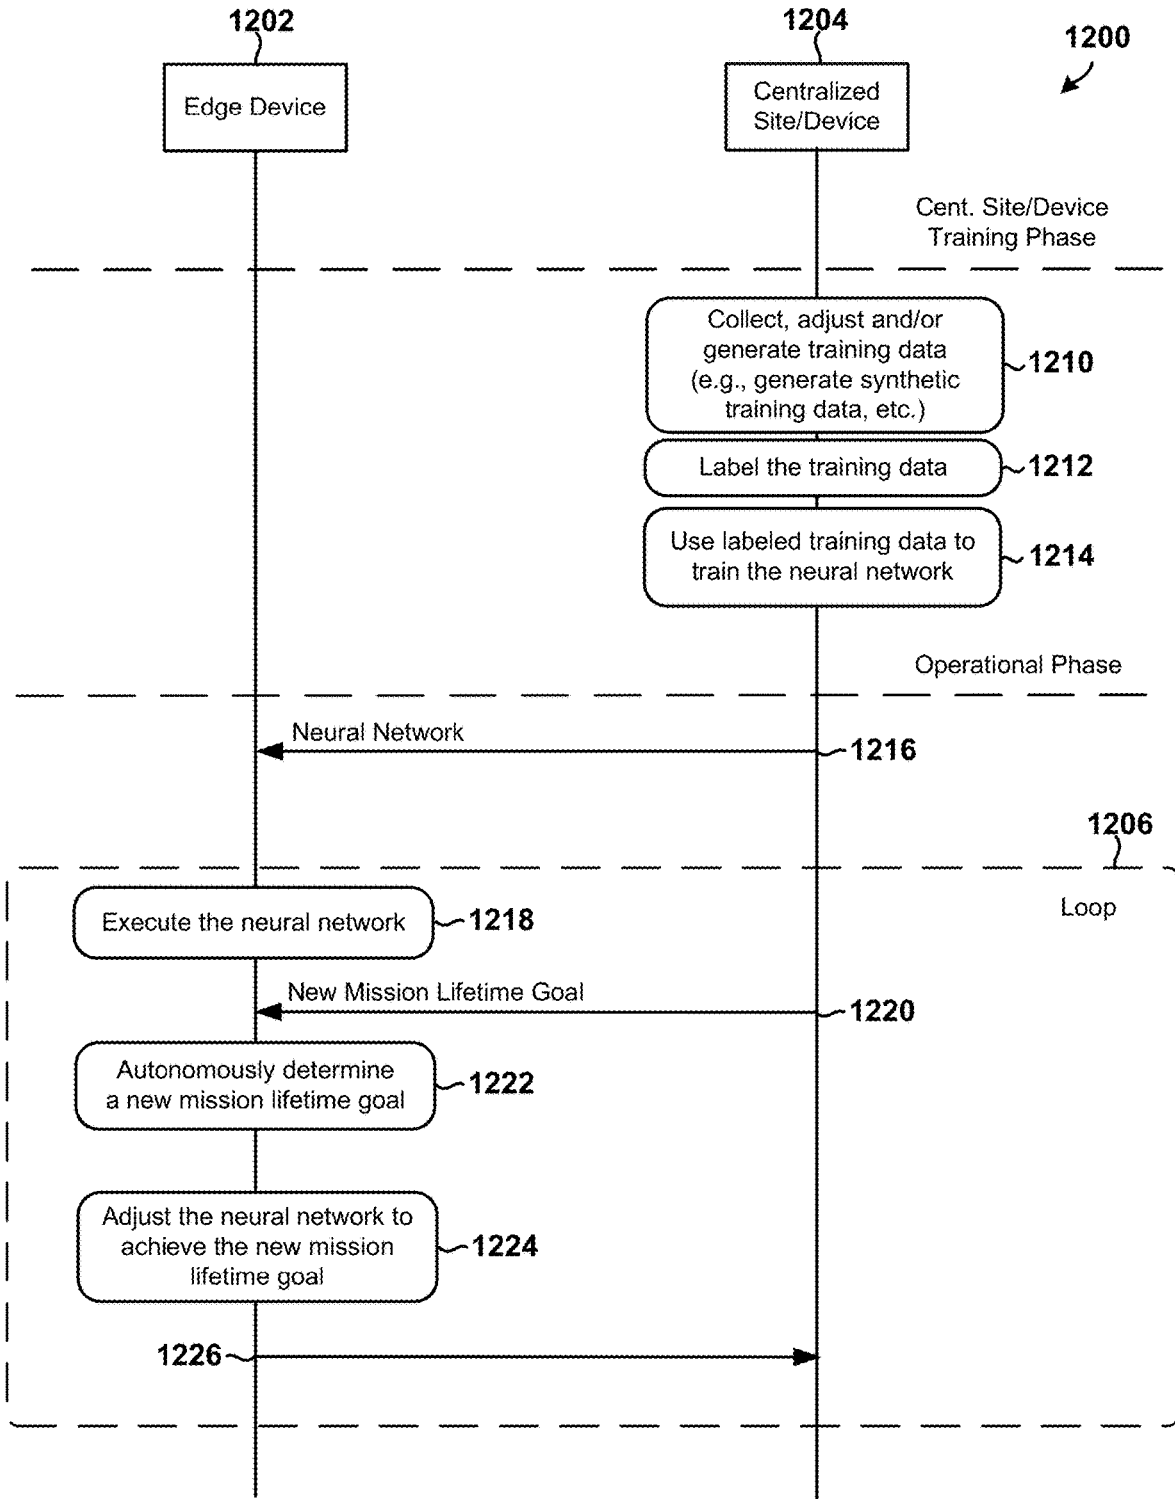 1202
1204
1200
Edge Device
Centralized
Site/Device
Cent. Site/Device
Training Phase
Collect, adjust and/or
generate training data
(e.g., generate synthetic
training data, etc.)
1210
Label the training data
1212
Use labeled training data to
train the neural network
1214
Operational Phase
Neural Network
1216
1206
Loop
Execute the neural network
1218
New Mission Lifetime Goal
1220
Autonomously determine
a new mission lifetime goal
1222
Adjust the neural network to
achieve the new mission
lifetime goal
1224
1226